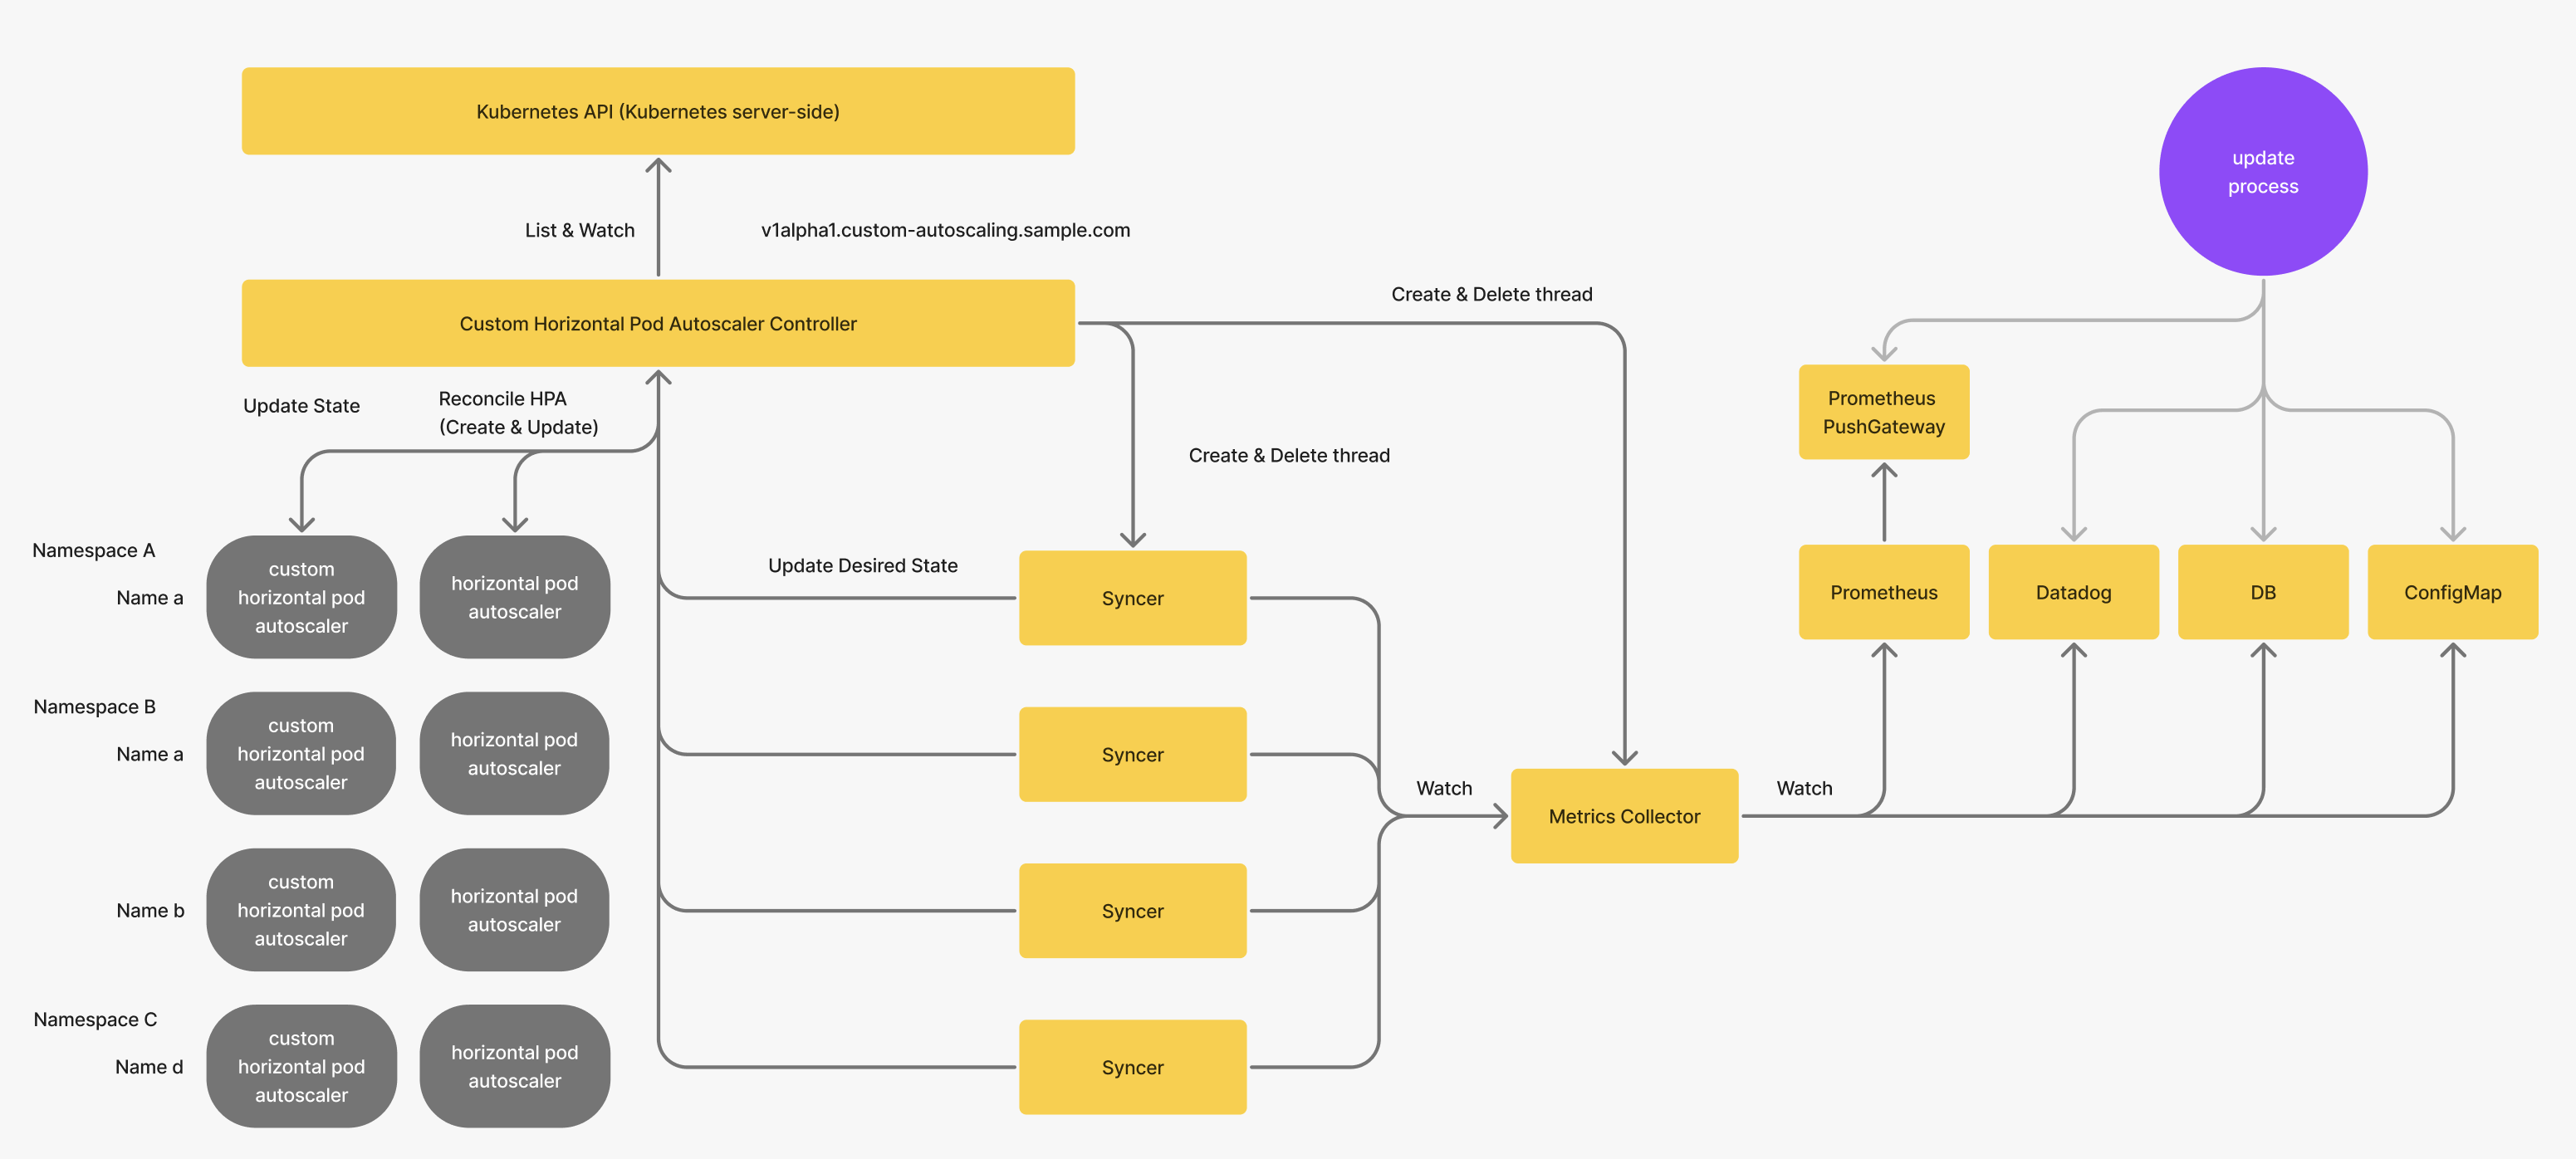 Kubernetes API (Kubernetes server-side)
update
process
List & Watch
v1alpha1.custom-autoscaling.sample.com
Create & Delete thread
Custom Horizontal Pod Autoscaler Controller
Update State
Reconcile HPA
(Create & Update)
Prometheus
PushGateway
Create & Delete thread
Namespace A
Name a
custom
horizontal pod
autoscaler
horizontal pod
autoscaler
Update Desired State
Syncer
Prometheus
Datadog
DB
ConfigMap
Namespace B
Name a
custom
horizontal pod
autoscaler
horizontal pod
autoscaler
Syncer
Watch
Metrics Collector
Watch
Name b
custom
horizontal pod
autoscaler
horizontal pod
autoscaler
Syncer
Namespace C
Name d
custom
horizontal pod
autoscaler
horizontal pod
autoscaler
Syncer